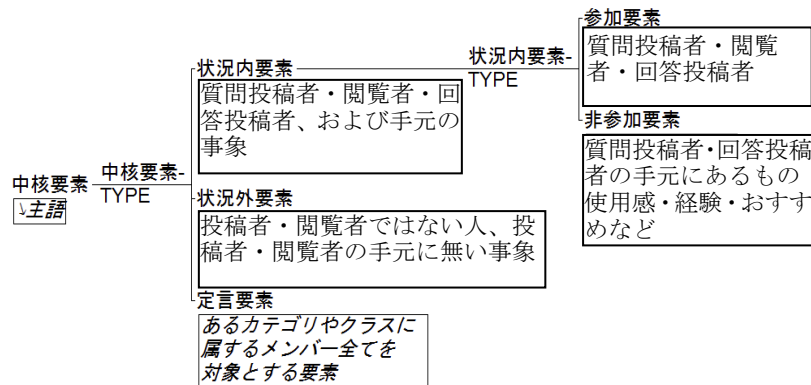 中核要素
↘主語
中核要素-
TYPE
状況内要素
質問投稿者・閲覧者・回
答投稿者、および手元の
事象
状況内要素-
TYPE
参加要素
質問投稿者・閲覧
者・回答投稿者
非参加要素
質問投稿者・回答投稿
者の手元にあるもの
使用感・経験・おすす
めなど
状況外要素
投稿者・閲覧者ではない人、投
稿者・閲覧者の手元に無い事象
定言要素
あるカテゴリやクラスに
属するメンバー全てを
対象とする要素